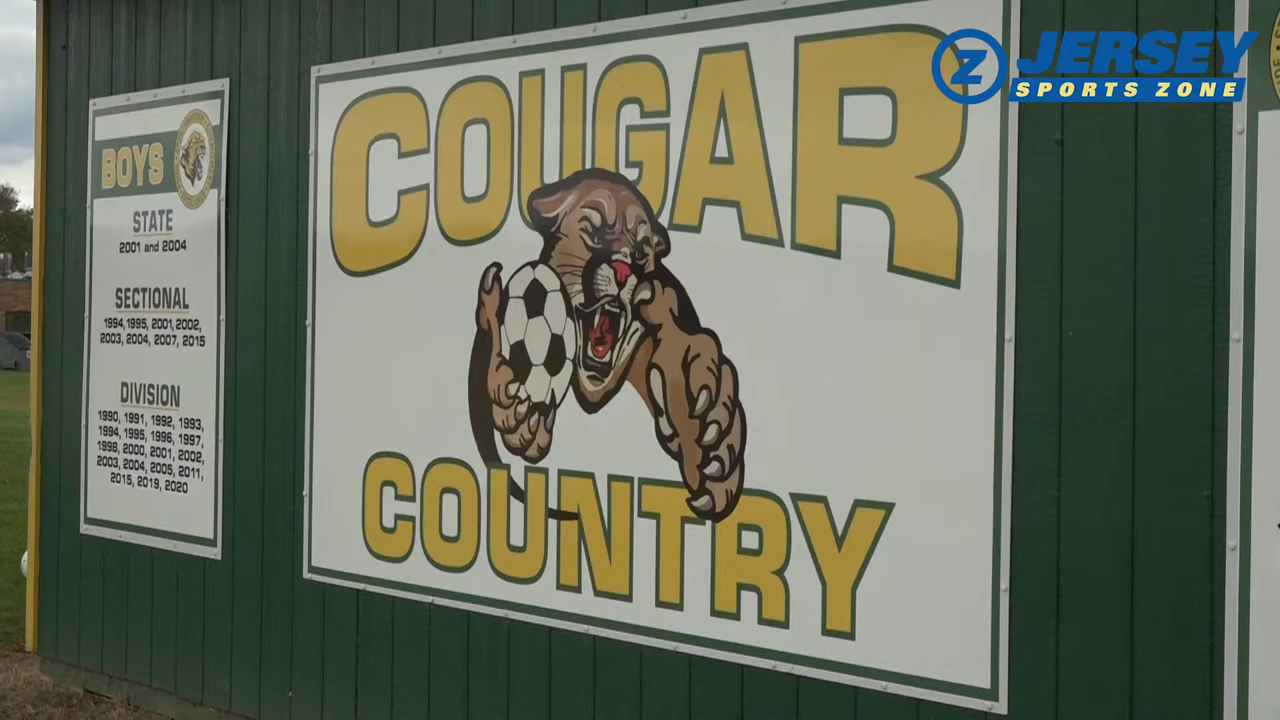 BOYS
STATE
2001 and 2004
SECTIONAL
1994, 1995, 2001, 2002,
2003, 2004, 2007, 2015
DIVISION
1990, 1991, 1992, 1993,
1994, 1995, 1996, 1997,
1998, 2000, 2001, 2002,
2003, 2004, 2005, 2011,
2015, 2019, 2020
COUGAR
COUNTRY
Z JERSEY
SPORTS ZONE